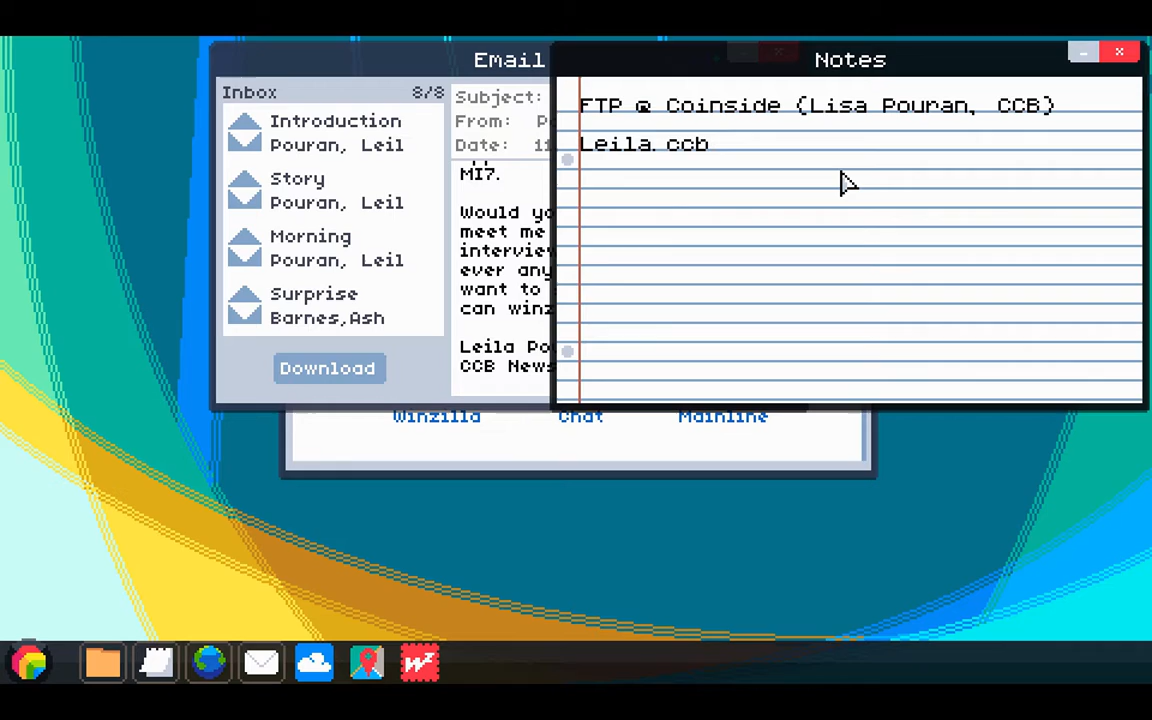 Email
Notes
Inbox 8/8
Introduction
Pouran, Leil
Story
Pouran, Leil
Morning
Pouran, Leil
Surprise
Barnes,Ash
Download
Subject:
From:
Date: 11
MI7.
Would yo
meet me
interview
ever any
want to
can winz
Leila Po
CCB News
FTP @ Coinside (Lisa Pouran, CCB)
Leila.ccb
Winzilla Chat Mainline